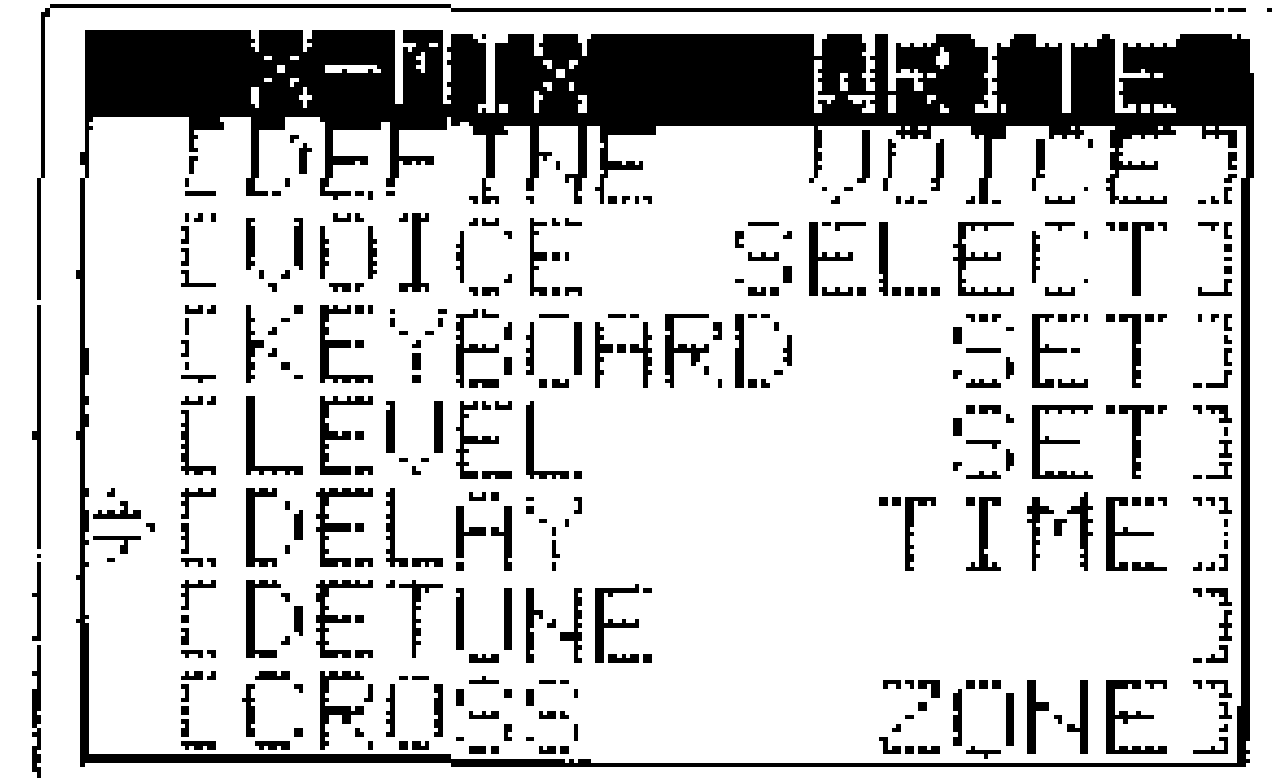 X-MIX WRITE
[DEFINE VOICE]
[VOICE SELECT]
[KEYBOARD SET]
[LEVEL SET]
[DELAY TIME]
[DETUNE ]
[CROSS ZONE]